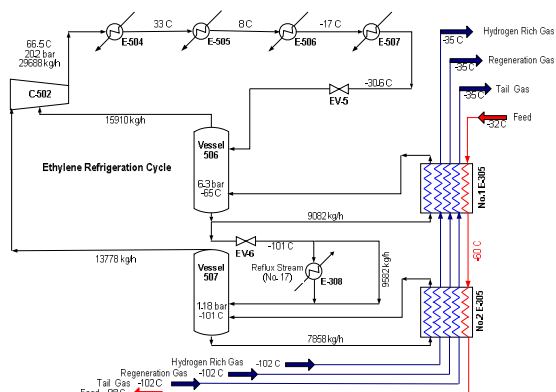 66.5 C
20.2 bar
29688 kg/h
33 C
8 C
-17 C
E-504
E-505
E-506
E-507
Hydrogen Rich Gas
-35 C
Regeneration Gas
-35 C
Tail Gas
-35 C
Feed
-32 C
C-502
-30.6 C
EV-5
15910 kg/h
Vessel
506
6.3 bar
-65 C
Ethylene Refrigeration Cycle
No.1 E-305
9082 kg/h
13778 kg/h
EV-6
-101 C
Reflux Stream
(No. 17)
E-308
9582 kg/h
-60 C
Vessel
507
1.18 bar
-101 C
No.2 E-305
7858 kg/h
Hydrogen Rich Gas -102 C
Regeneration Gas -102 C
Tail Gas -102 C